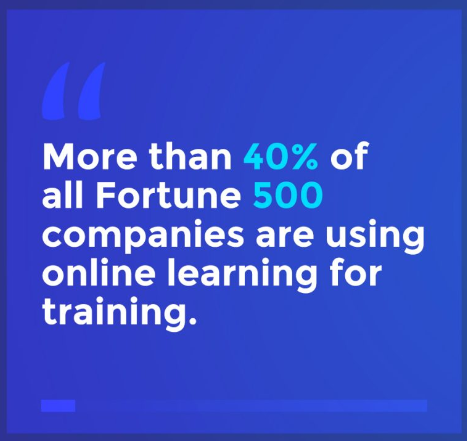 More than 40% of
all Fortune 500
companies are using
online learning for
training.